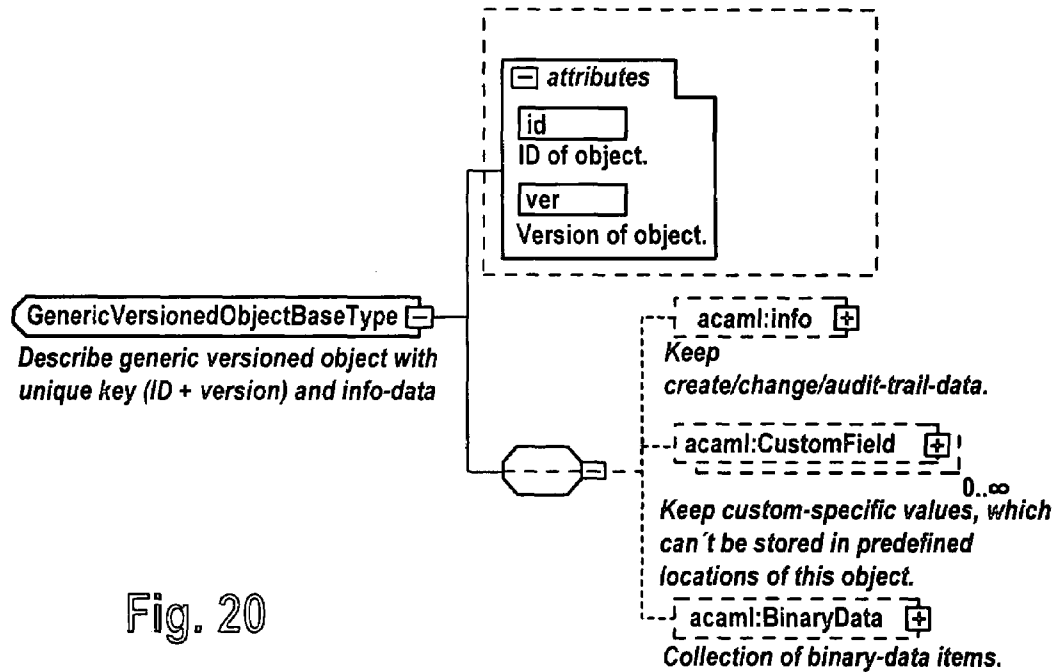 attributes
id
ID of object.
ver
Version of object.
GenericVersionedObjectBaseType
Describe generic versioned object with
unique key (ID + version) and info-data
acaml:info
Keep
create/change/audit-trail-data.
acaml:CustomField
0..∞
Keep custom-specific values, which
can´t be stored in predefined
locations of this object.
acaml:BinaryData
Collection of binary-data items.
Fig. 20